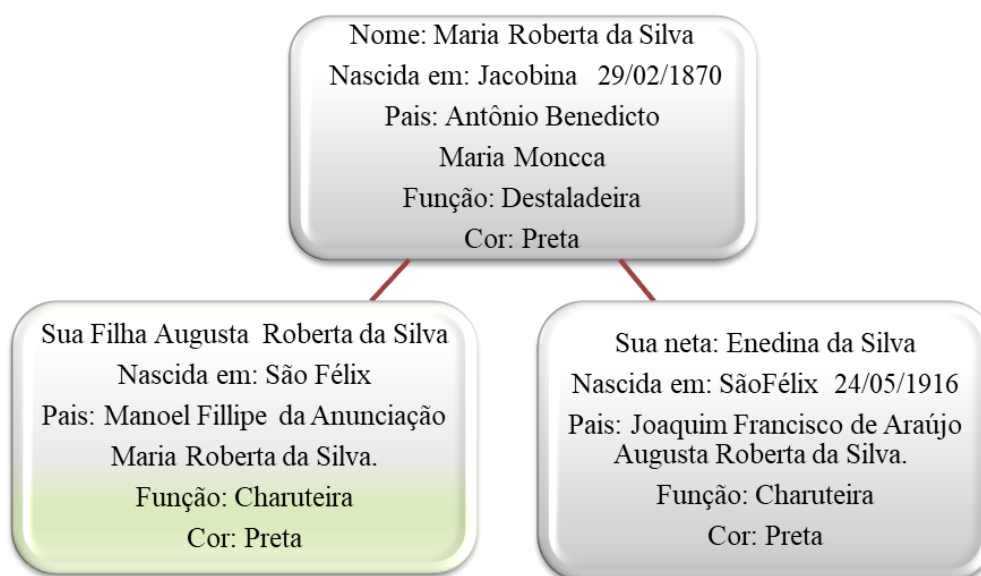 Nome: Maria Roberta da Silva
Nascida em: Jacobina 29/02/1870
Pais: Antônio Benedicto
Maria Moncca
Função: Destaladeira
Cor: Preta
Sua Filha Augusta Roberta da Silva
Nascida em: São Félix
Pais: Manoel Fillipe da Anunciação
Maria Roberta da Silva.
Função: Charuteira
Cor: Preta
Sua neta: Enedina da Silva
Nascida em: SãoFélix 24/05/1916
Pais: Joaquim Francisco de Araújo
Augusta Roberta da Silva.
Função: Charuteira
Cor: Preta